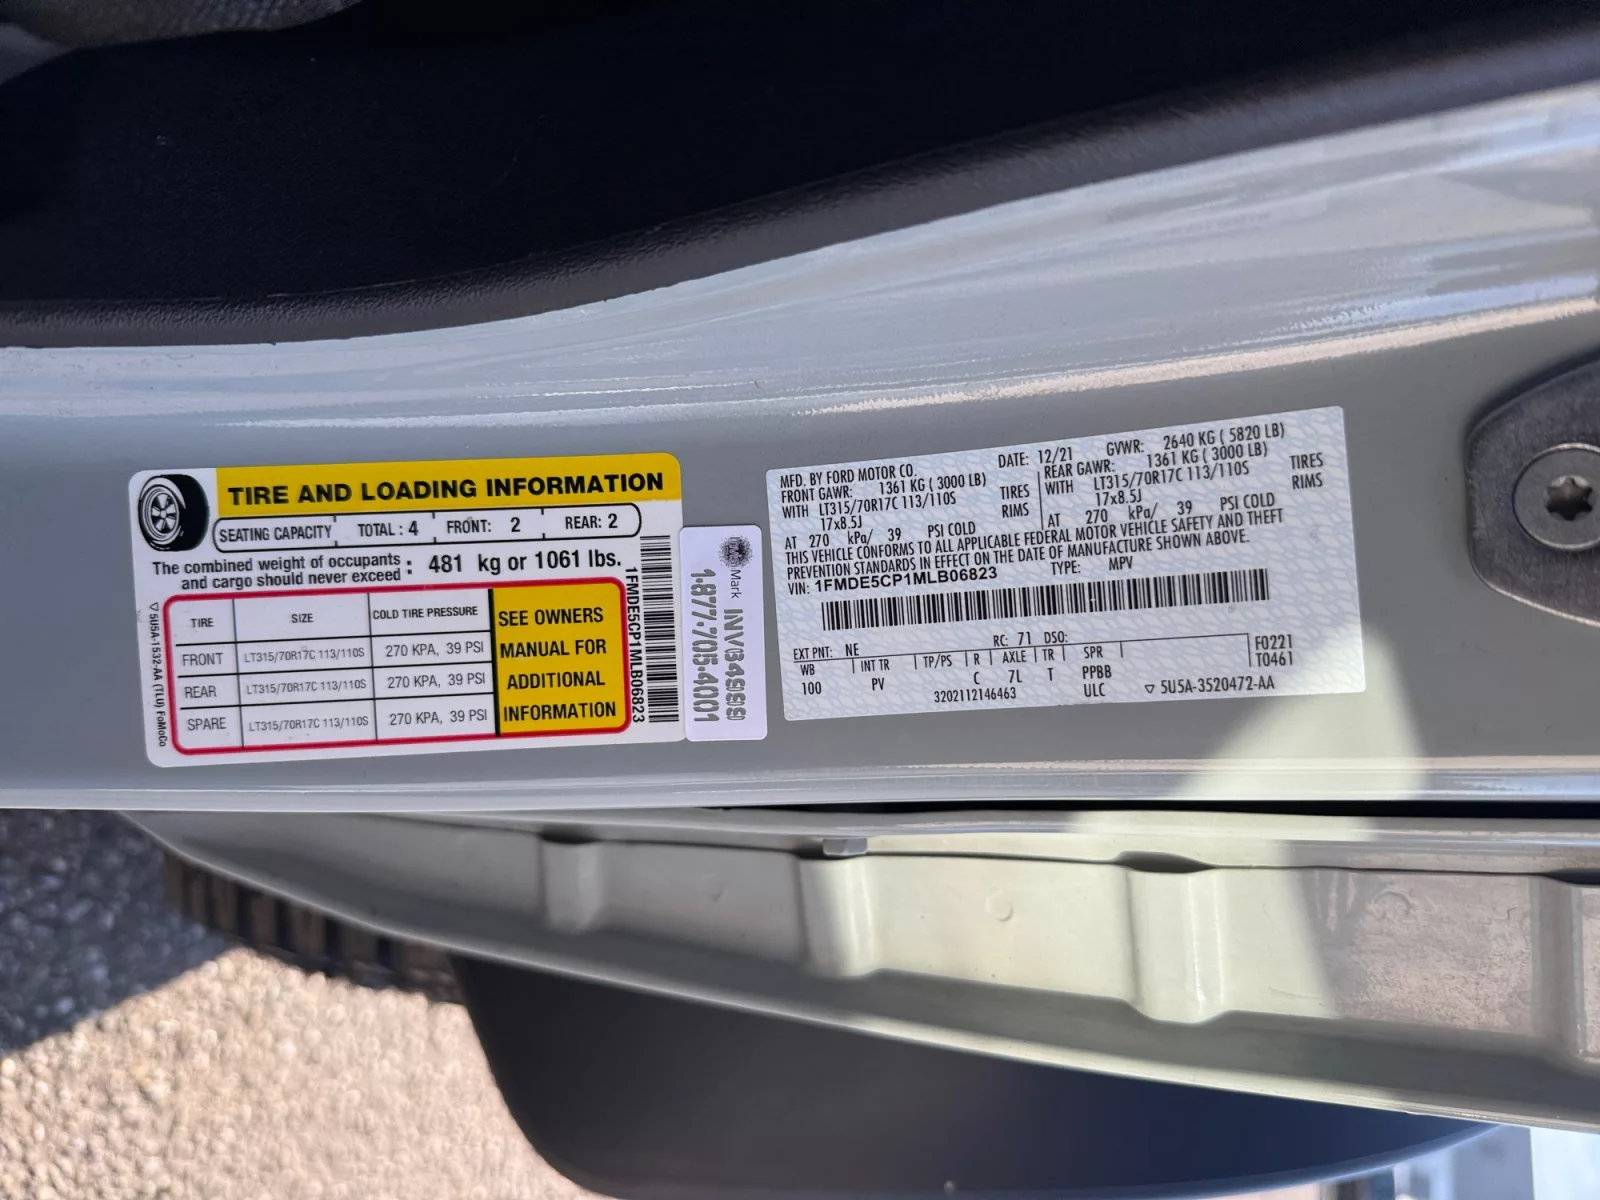 TIRE AND LOADING INFORMATION
SEATING CAPACITY TOTAL: 4 FRONT: 2 REAR: 2
The combined weight of occupants and cargo should never exceed : 481 kg or 1061 lbs.
TIRE SIZE COLD TIRE PRESSURE
FRONT LT315/70R17C 113/110S 270 KPA, 39 PSI
REAR LT315/70R17C 113/110S 270 KPA, 39 PSI
SPARE LT315/70R17C 113/110S 270 KPA, 39 PSI
SEE OWNERS
MANUAL FOR
ADDITIONAL
INFORMATION
5U5A-1532-AA (TLU) FoMoCo
1FMDE5CP1MLB06823
Mark INV84999
1-877-705-4001
MFD. BY FORD MOTOR CO. DATE: 12/21 GVWR: 2640 KG ( 5820 LB)
FRONT GAWR: 1361 KG ( 3000 LB) REAR GAWR: 1361 KG ( 3000 LB)
WITH LT315/70R17C 113/110S TIRES WITH LT315/70R17C 113/110S TIRES
17x8.5J RIMS 17x8.5J RIMS
AT 270 kPa/ 39 PSI COLD AT 270 kPa/ 39 PSI COLD
THIS VEHICLE CONFORMS TO ALL APPLICABLE FEDERAL MOTOR VEHICLE SAFETY AND THEFT
PREVENTION STANDARDS IN EFFECT ON THE DATE OF MANUFACTURE SHOWN ABOVE.
VIN: 1FMDE5CP1MLB06823 TYPE: MPV
EXT PNT: NE RC: 71 DSO: F0221
WB INT TR TP/PS R AXLE TR SPR T0461
100 PV C 7L T PPBB
3202112146463 ULC 5U5A-3520472-AA